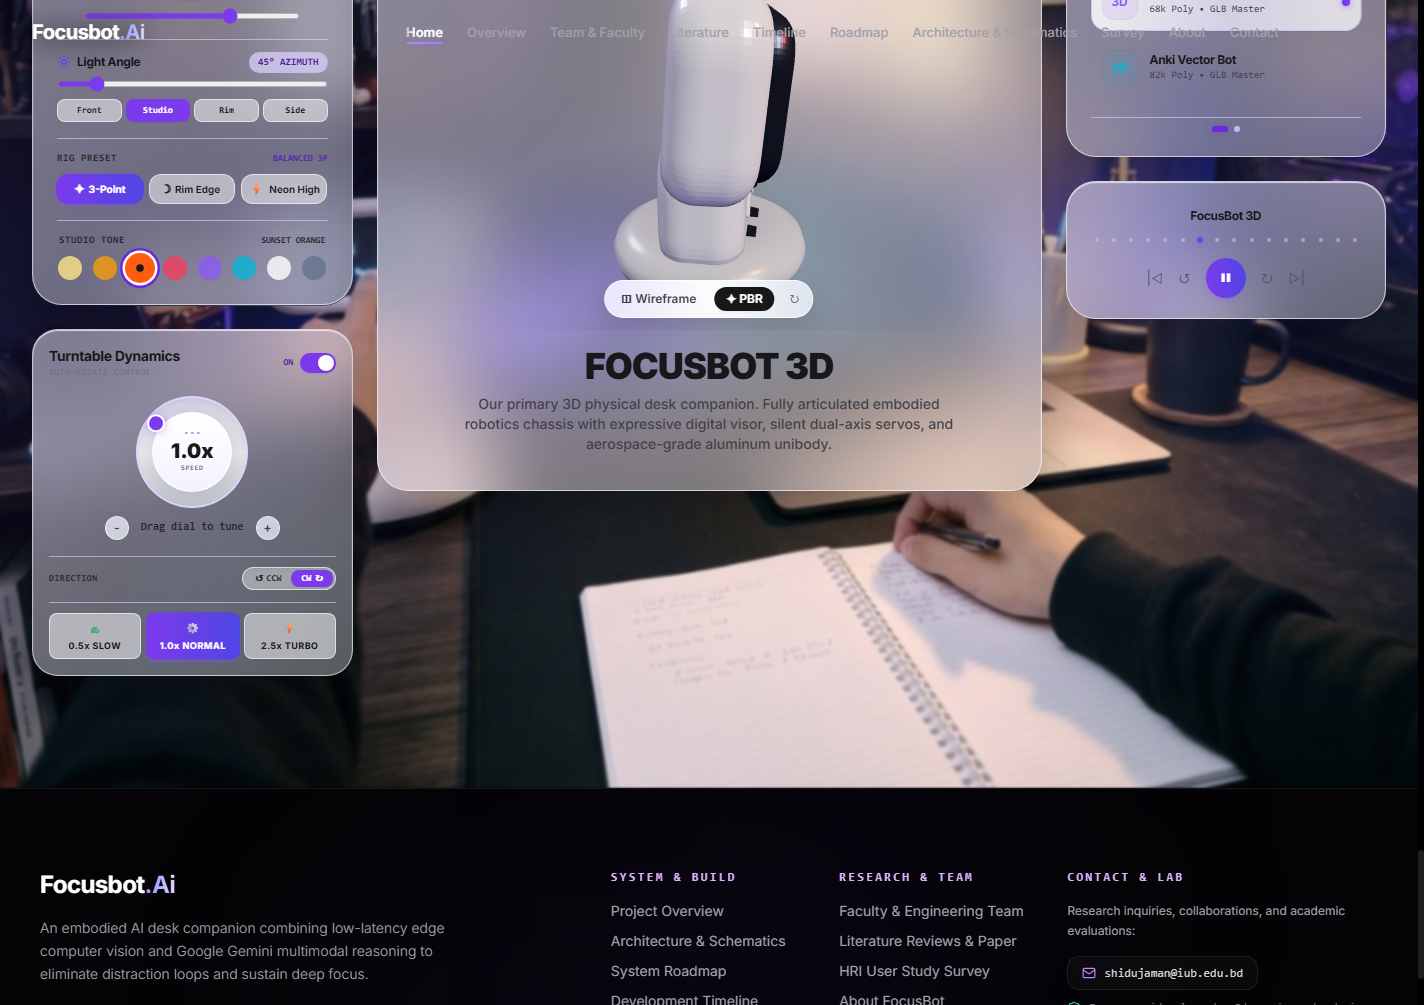 Focusbot.Ai
Home
Overview
Team & Faculty
Literature
Timeline
Roadmap
Architecture & Schematics
Survey
About
Contact
Light Angle
45° AZIMUTH
Front
Studio
Rim
Side
RIG PRESET
BALANCED 3P
3-Point
Rim Edge
Neon High
STUDIO TONE
SUNSET ORANGE
Turntable Dynamics
AUTO-ROTATE CONTROL
ON
1.0x
SPEED
- Drag dial to tune +
DIRECTION
↺ CCW
CW ↻
0.5x SLOW
1.0x NORMAL
2.5x TURBO
Wireframe
PBR
↻
FOCUSBOT 3D
Our primary 3D physical desk companion. Fully articulated embodied
robotics chassis with expressive digital visor, silent dual-axis servos, and
aerospace-grade aluminum unibody.
3D
68k Poly • GLB Master
3D
Anki Vector Bot
82k Poly • GLB Master
FocusBot 3D
Focusbot.Ai
An embodied AI desk companion combining low-latency edge
computer vision and Google Gemini multimodal reasoning to
eliminate distraction loops and sustain deep focus.
SYSTEM & BUILD
Project Overview
Architecture & Schematics
System Roadmap
Development Timeline
RESEARCH & TEAM
Faculty & Engineering Team
Literature Reviews & Paper
HRI User Study Survey
About FocusBot
CONTACT & LAB
Research inquiries, collaborations, and academic
evaluations:
shidujaman@iub.edu.bd